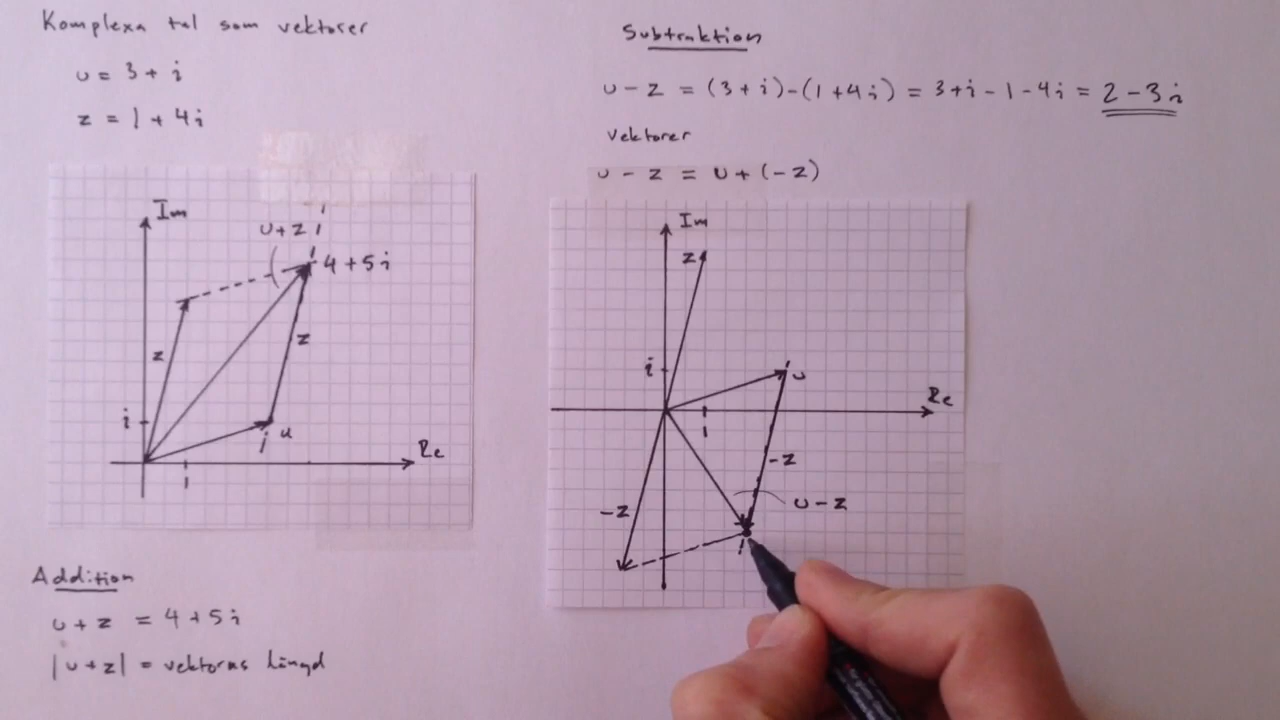 Komplexa tal som vektorer
u = 3 + i
z = 1 + 4i
Im
u+z
4+5i
z
z
i
u
1
Re
Addition
u + z = 4 + 5i
|u+z| = vektorns längd
Subtraktion
u - z = (3+i)-(1+4i) = 3+i-1-4i = 2-3i
Vektorer
u - z = u + (-z)
Im
z
i
u
Re
1
-z
u-z
-z